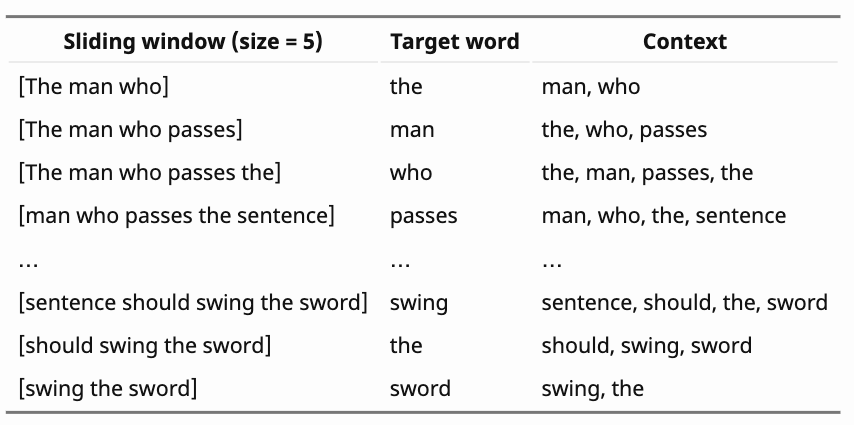 Sliding window (size = 5) Target word Context
[The man who] the man, who
[The man who passes] man the, who, passes
[The man who passes the] who the, man, passes, the
[man who passes the sentence] passes man, who, the, sentence
... ... ...
[sentence should swing the sword] swing sentence, should, the, sword
[should swing the sword] the should, swing, sword
[swing the sword] sword swing, the